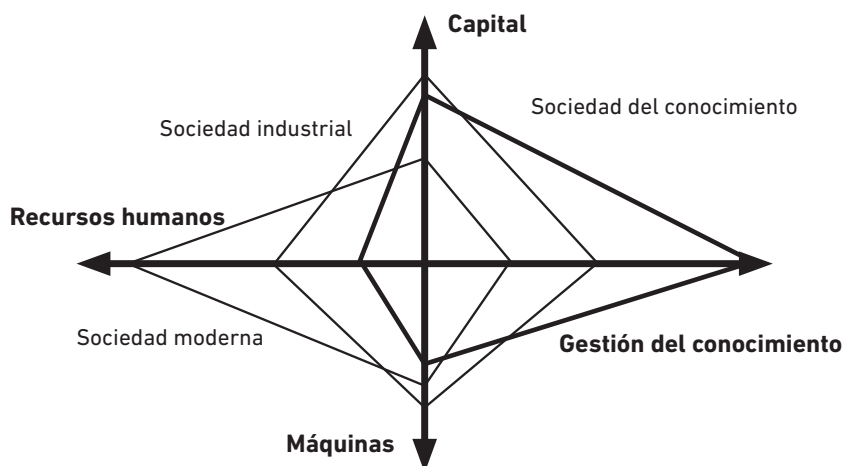 Capital
Sociedad del conocimiento
Sociedad industrial
Recursos humanos
Sociedad moderna
Gestión del conocimiento
Máquinas